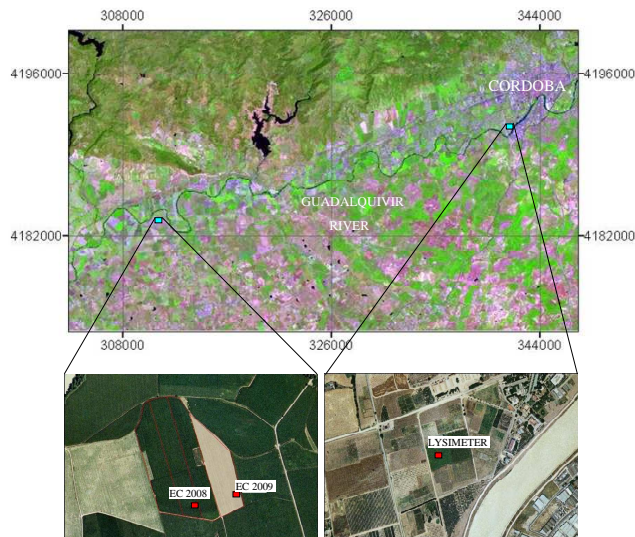 308000 326000 344000
4196000 4196000
CORDOBA
GUADALQUIVIR
RIVER
4182000 4182000
308000 326000 344000
LYSIMETER
EC 2008 EC 2009